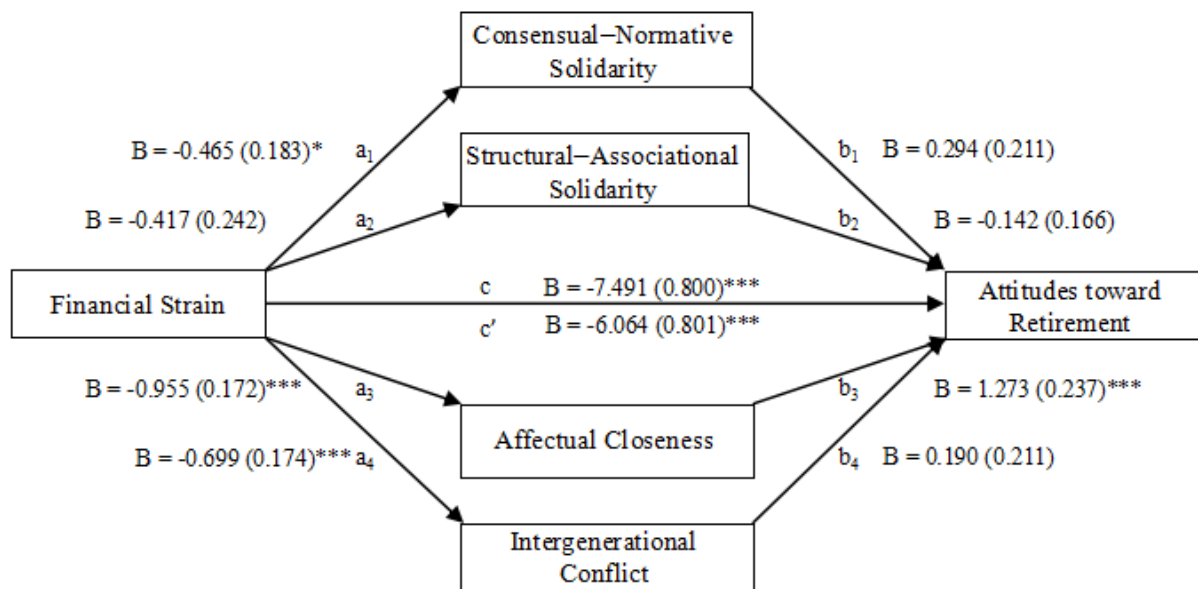 Consensual–Normative
Solidarity
B = -0.465 (0.183)* a₁
b₁ B = 0.294 (0.211)
Structural–Associational
Solidarity
B = -0.417 (0.242) a₂
b₂ B = -0.142 (0.166)
Financial Strain
c B = -7.491 (0.800)***
c′ B = -6.064 (0.801)***
Attitudes toward
Retirement
B = -0.955 (0.172)*** a₃
b₃ B = 1.273 (0.237)***
Affectual Closeness
B = -0.699 (0.174)*** a₄
b₄ B = 0.190 (0.211)
Intergenerational
Conflict